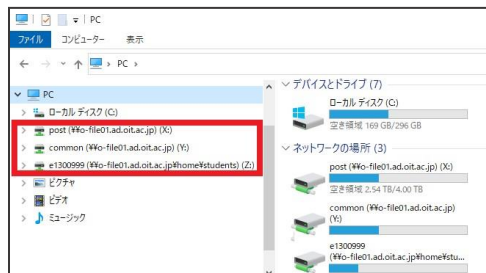 PC
ファイル コンピューター 表示
PC
PC
ローカル ディスク (C:)
post (¥¥o-file01.ad.oit.ac.jp) (X:)
common (¥¥o-file01.ad.oit.ac.jp) (Y:)
e1300999 (¥¥o-file01.ad.oit.ac.jp¥home¥students) (Z:)
ピクチャ
ビデオ
ミュージック
デバイスとドライブ (7)
ローカル ディスク (C:)
空き領域 169 GB/296 GB
ネットワークの場所 (3)
post (¥¥o-file01.ad.oit.ac.jp) (X:)
空き領域 2.54 TB/4.00 TB
common (¥¥o-file01.ad.oit.ac.jp)
(Y:)
e1300999
(¥¥o-file01.ad.oit.ac.jp¥home¥stu...